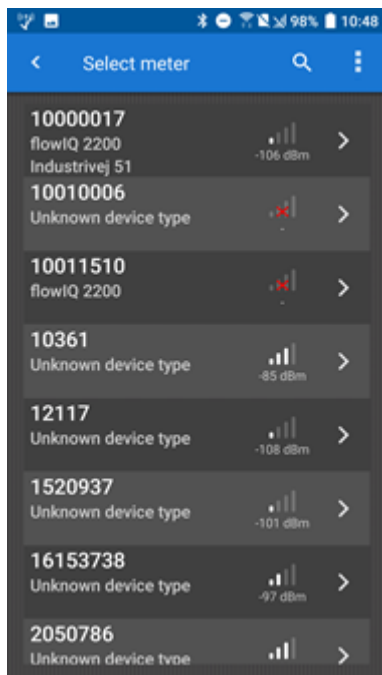 98% 10:48
Select meter
10000017
flowIQ 2200
-106 dBm
Industrivej 51
10010006
Unknown device type
-
10011510
flowIQ 2200
-
10361
Unknown device type
-85 dBm
12117
Unknown device type
-108 dBm
1520937
Unknown device type
-101 dBm
16153738
Unknown device type
-97 dBm
2050786
Unknown device type